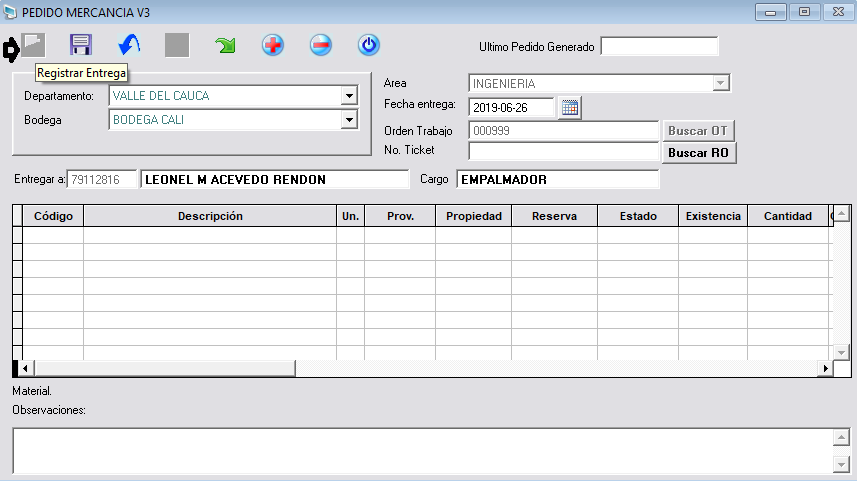 PEDIDO MERCANCIA V3
Ultimo Pedido Generado
Registrar Entrega
Departamento: VALLE DEL CAUCA
Bodega BODEGA CALI
Area INGENIERIA
Fecha entrega: 2019-06-26
Orden Trabajo 000999 Buscar OT
No. Ticket Buscar RO
Entregar a: 79112816 LEONEL M ACEVEDO RENDON Cargo EMPALMADOR
Código Descripción Un. Prov. Propiedad Reserva Estado Existencia Cantidad
Material.
Observaciones: